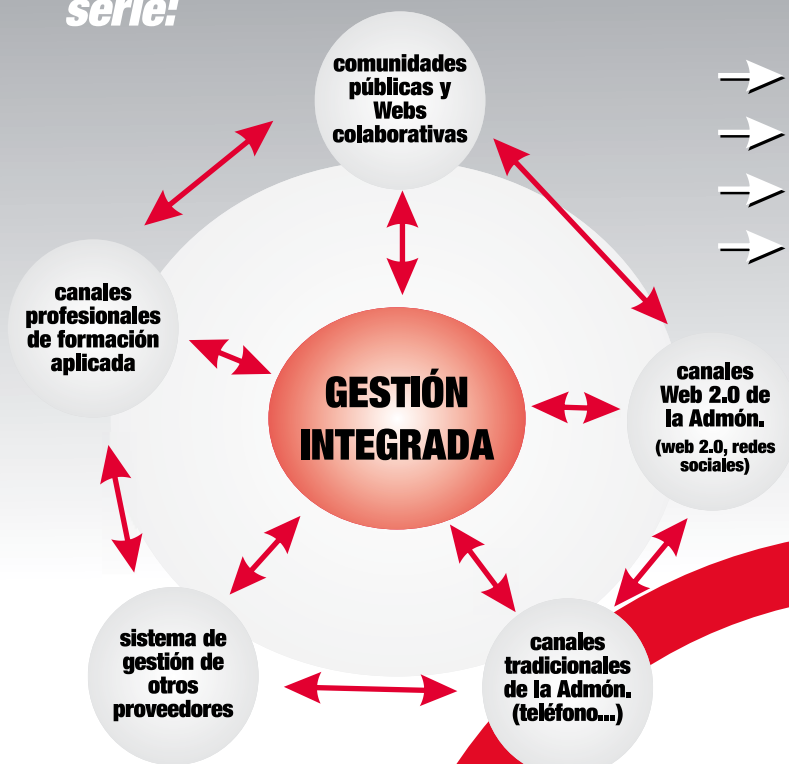 serie:
comunidades
públicas y
Webs
colaborativas
canales
profesionales
de formación
aplicada
GESTIÓN
INTEGRADA
canales
Web 2.0 de
la Admón.
(web 2.0, redes
sociales)
sistema de
gestión de
otros
proveedores
canales
tradicionales
de la Admón.
(teléfono...)